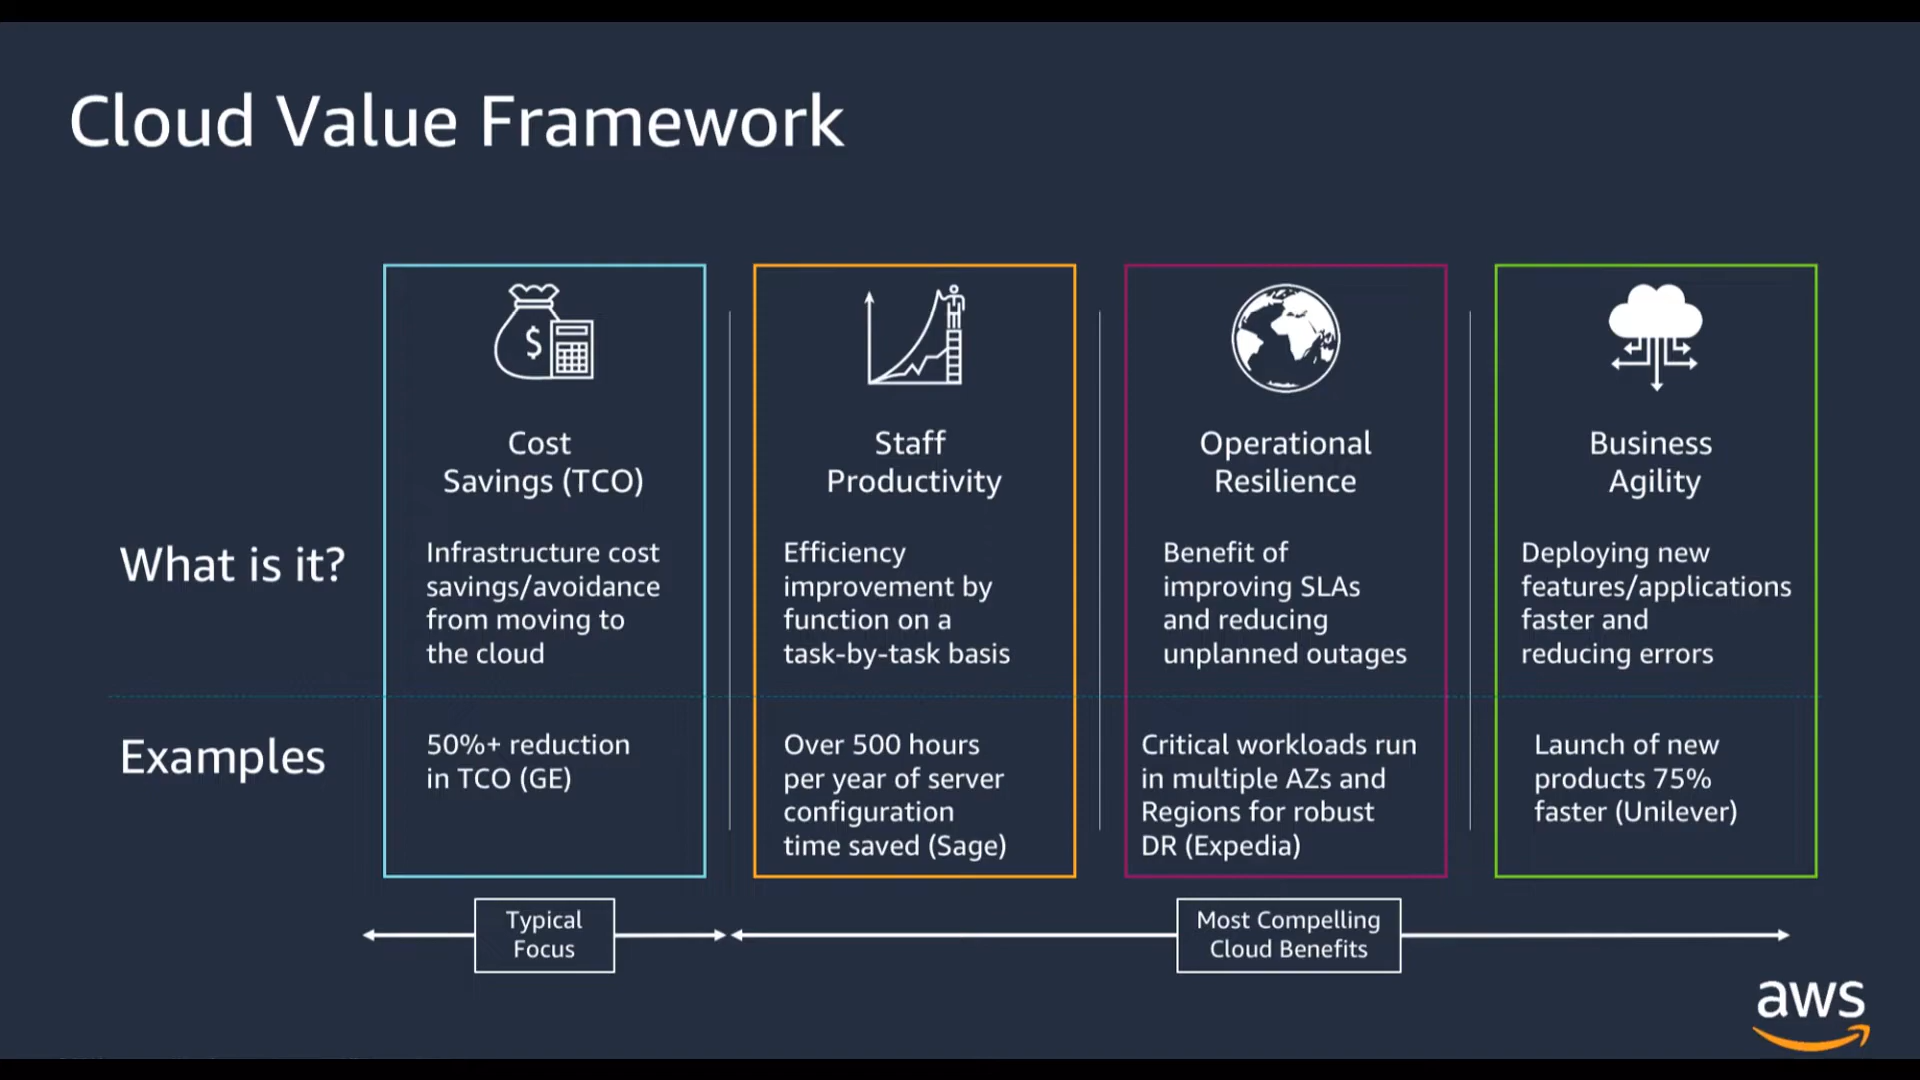 Cloud Value Framework
$
Cost
Savings (TCO)
Staff
Productivity
Operational
Resilience
Business
Agility
What is it?
Infrastructure cost
savings/avoidance
from moving to
the cloud
Efficiency
improvement by
function on a
task-by-task basis
Benefit of
improving SLAs
and reducing
unplanned outages
Deploying new
features/applications
faster and
reducing errors
Examples
50%+ reduction
in TCO (GE)
Over 500 hours
per year of server
configuration
time saved (Sage)
Critical workloads run
in multiple AZs and
Regions for robust
DR (Expedia)
Launch of new
products 75%
faster (Unilever)
Typical
Focus
Most Compelling
Cloud Benefits
aws